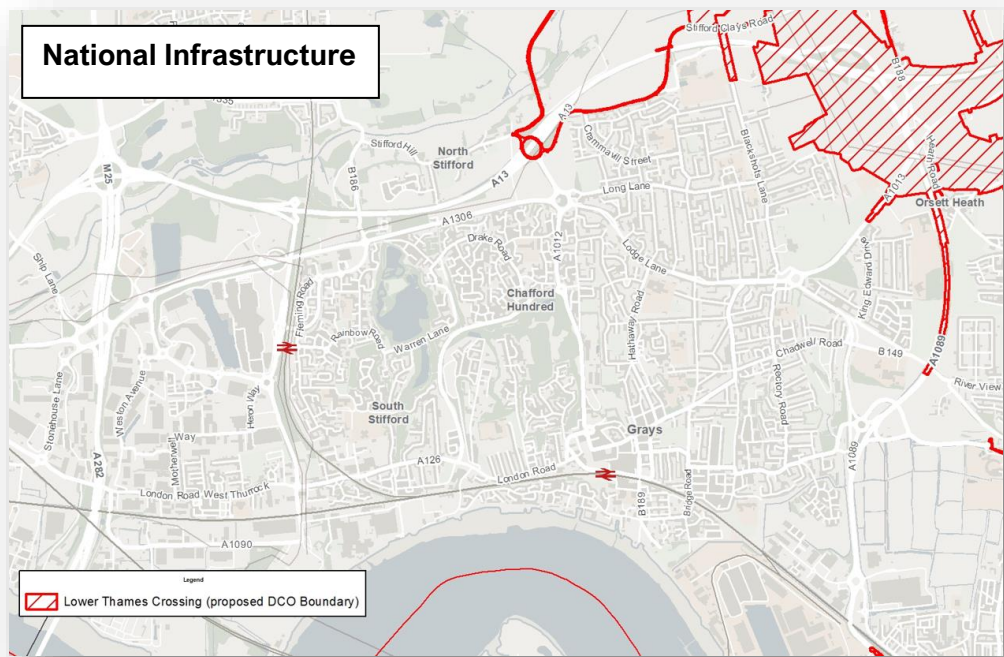 National Infrastructure
Stifford Clays Road
M25
Stifford Hill
North
Stifford
B186
A13
A13
Crammavill Street
Long Lane
Blackshots Lane
B188
Heath Road
A1013
Orsett Heath
A1306
Ship Lane
Drake Road
A1012
Lodge Lane
King Edward Drive
Fleming Road
Chafford
Hundred
Hathaway Road
Rainbow Road
Warren Lane
Chadwell Road
B149
A1089
River View
Rectory Road
Stonehouse Lane
Weston Avenue
Heron Way
South
Stifford
Motherwell Way
Grays
A126
London Road
A282
London Road West Thurrock
A1089
B189
Bridge Road
A1090
Legend
Lower Thames Crossing (proposed DCO Boundary)